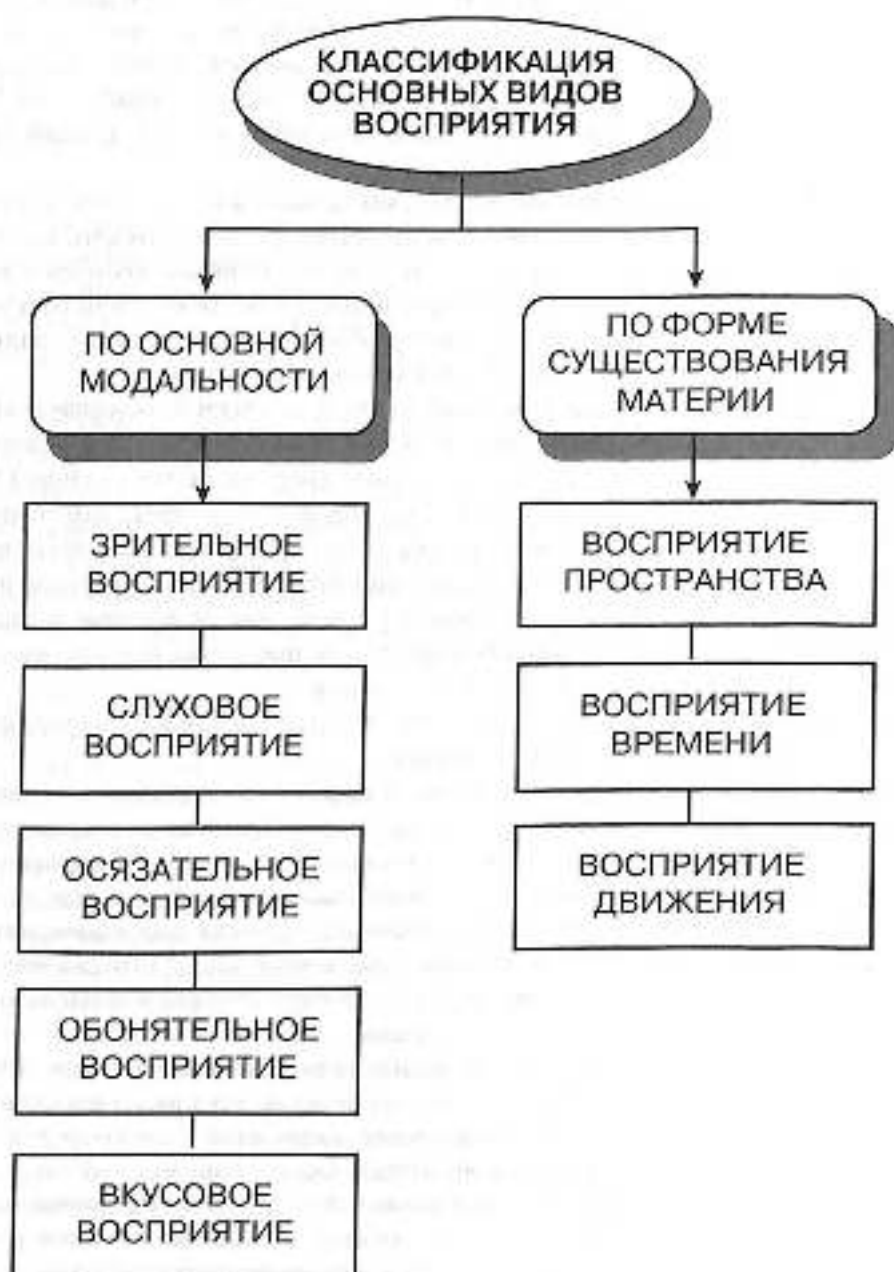 КЛАССИФИКАЦИЯ
ОСНОВНЫХ ВИДОВ
ВОСПРИЯТИЯ
ПО ОСНОВНОЙ
МОДАЛЬНОСТИ
ПО ФОРМЕ
СУЩЕСТВОВАНИЯ
МАТЕРИИ
ЗРИТЕЛЬНОЕ
ВОСПРИЯТИЕ
СЛУХОВОЕ
ВОСПРИЯТИЕ
ОСЯЗАТЕЛЬНОЕ
ВОСПРИЯТИЕ
ОБОНЯТЕЛЬНОЕ
ВОСПРИЯТИЕ
ВКУСОВОЕ
ВОСПРИЯТИЕ
ВОСПРИЯТИЕ
ПРОСТРАНСТВА
ВОСПРИЯТИЕ
ВРЕМЕНИ
ВОСПРИЯТИЕ
ДВИЖЕНИЯ